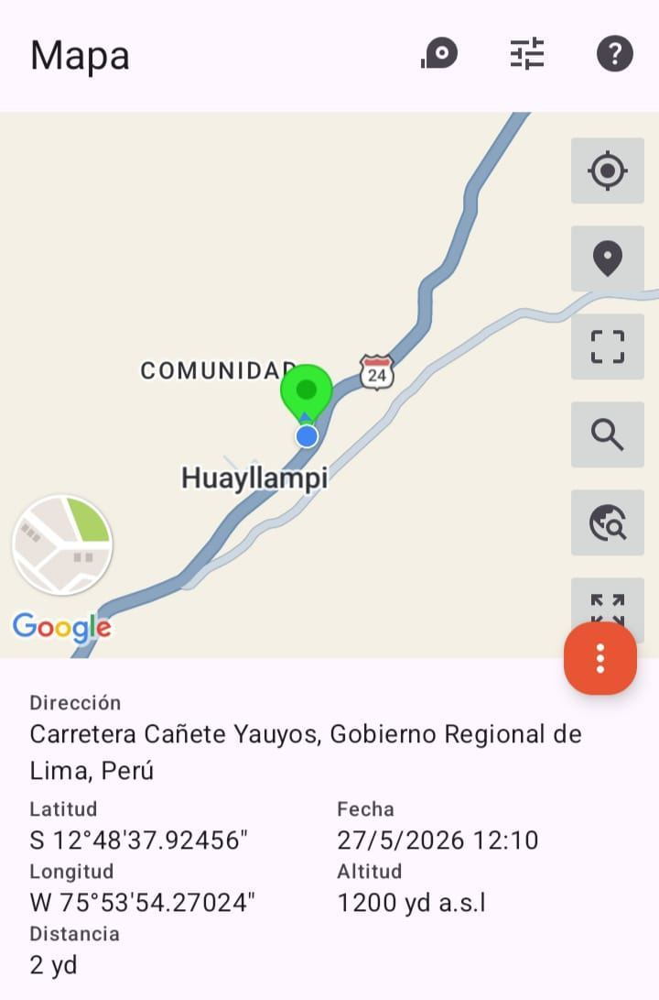 Mapa
COMUNIDAD
24
Huayllampi
Google
Dirección
Carretera Cañete Yauyos, Gobierno Regional de
Lima, Perú
Latitud
S 12°48'37.92456"
Fecha
27/5/2026 12:10
Longitud
W 75°53'54.27024"
Altitud
1200 yd a.s.l
Distancia
2 yd